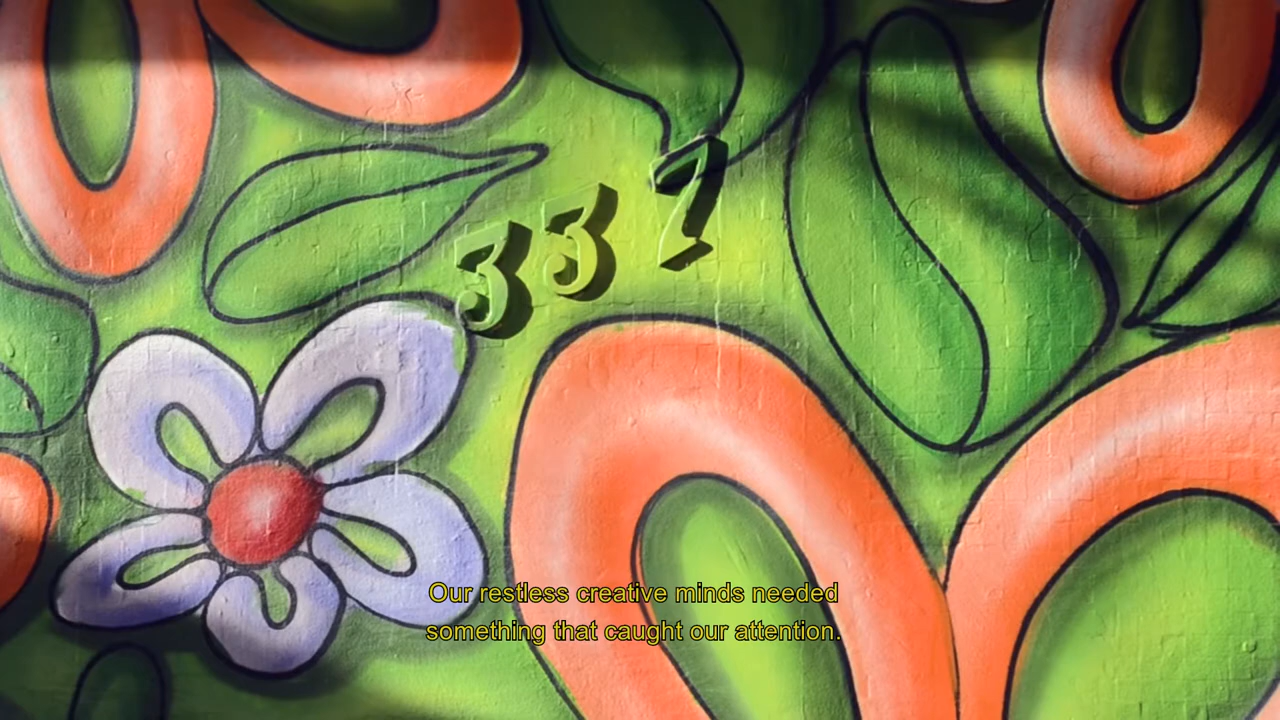 337
Our restless creative minds needed
something that caught our attention.